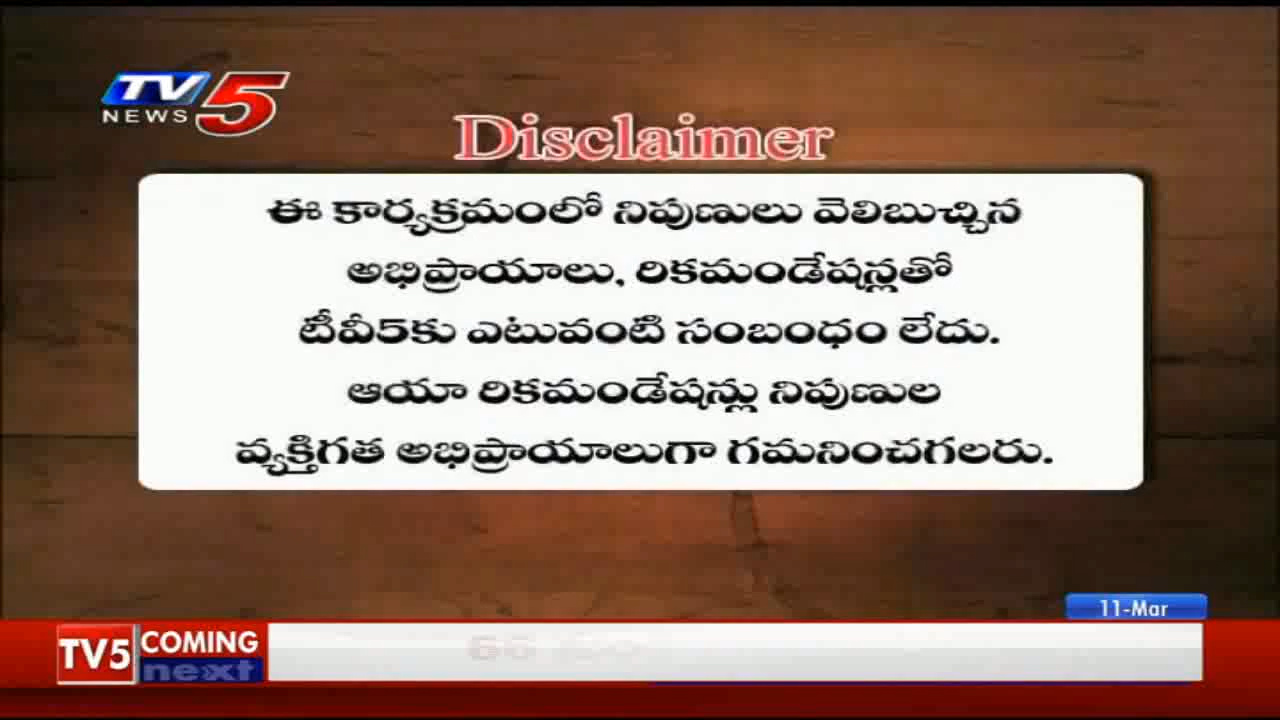 TV5
NEWS
Disclaimer
ఈ కార్యక్రమంలో నిపుణులు వెలిబుచ్చిన
అభిప్రాయాలు, రికమండేషన్లతో
టీవీ5కు ఎటువంటి సంబంధం లేదు.
ఆయా రికమండేషన్లు నిపుణుల
వ్యక్తిగత అభిప్రాయాలుగా గమనించగలరు.
11-Mar
TV5 COMING
next